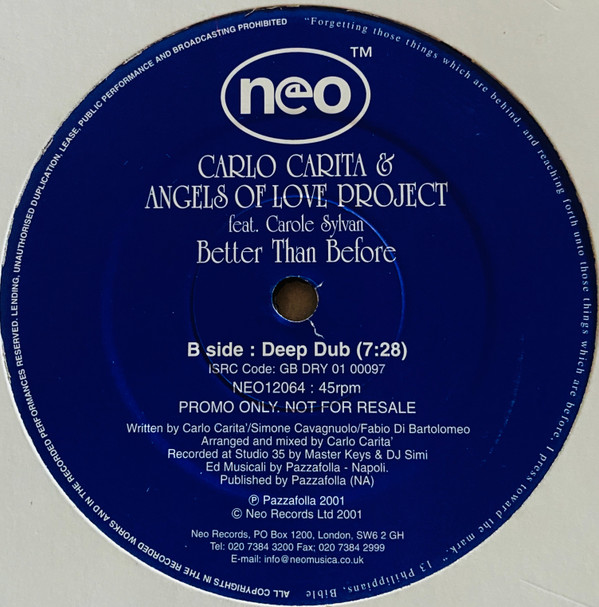 ALL COPYRIGHTS IN THE RECORDED WORKS AND IN THE RECORDED PERFORMANCES RESERVED. LENDING, UNAUTHORISED DUPLICATION, LEASE, PUBLIC PERFORMANCE AND BROADCASTING PROHIBITED
"Forgetting those things which are behind, and reaching forth unto those things which are before, I press toward the mark." 13 Philippians, Bible
neo TM
CARLO CARITA &
ANGELS OF LOVE PROJECT
feat. Carole Sylvan
Better Than Before
B side : Deep Dub (7:28)
ISRC Code: GB DRY 01 00097
NEO12064 : 45rpm
PROMO ONLY. NOT FOR RESALE
Written by Carlo Carita'/Simone Cavagnuolo/Fabio Di Bartolomeo
Arranged and mixed by Carlo Carita'
Recorded at Studio 35 by Master Keys & DJ Simi
Ed Musicali by Pazzafolla - Napoli.
Published by Pazzafolla (NA)
℗ Pazzafolla 2001
© Neo Records Ltd 2001
Neo Records, PO Box 1200, London, SW6 2 GH
Tel: 020 7384 3200 Fax; 020 7384 2999
E-mail: info@neomusica.co.uk